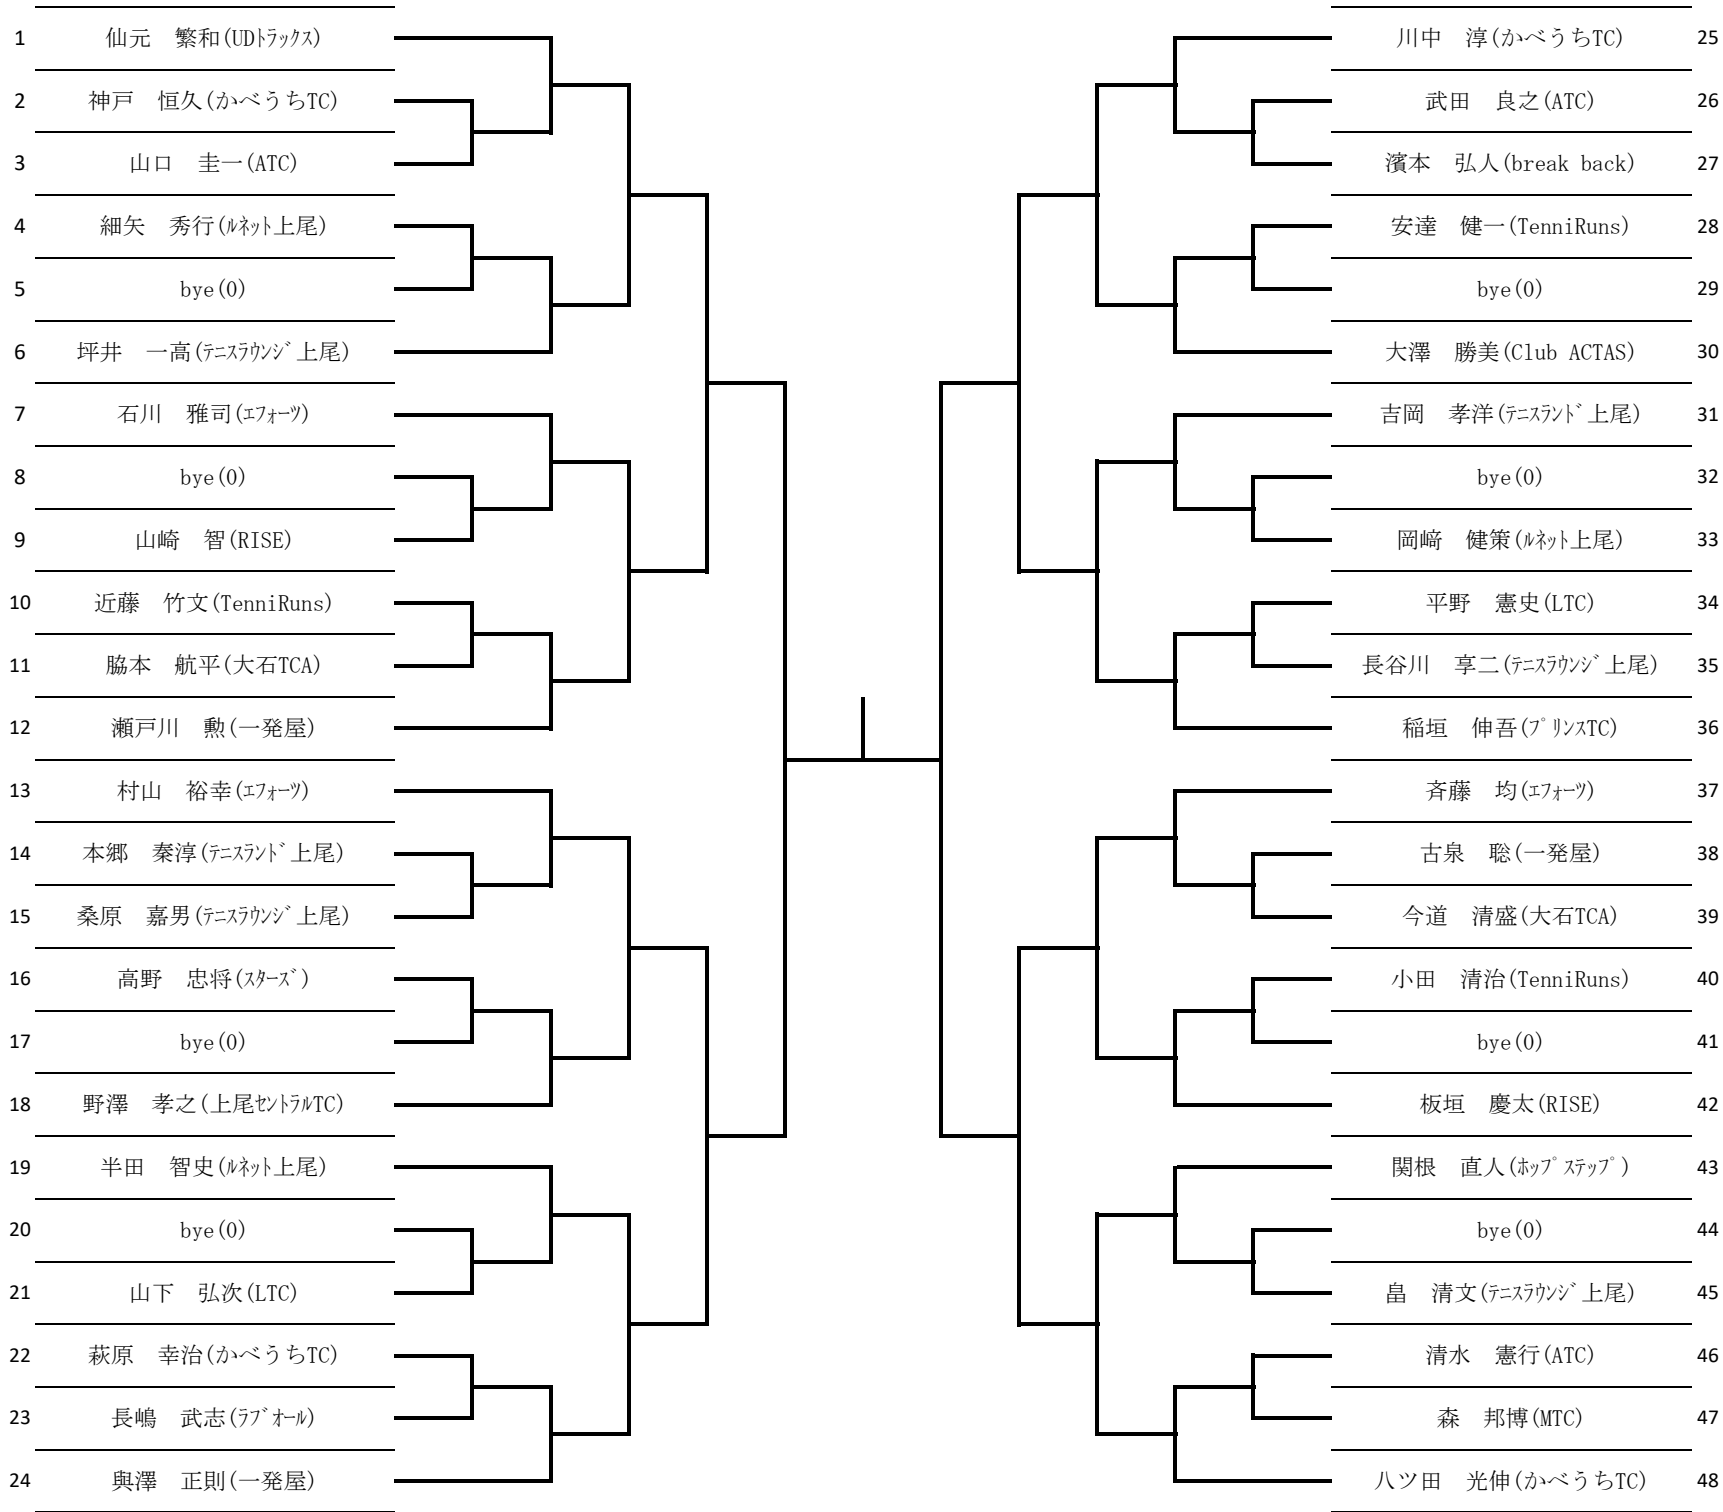 1 仙元　繁和(UDﾄﾗｯｸｽ)
2 神戸　恒久(かべうちTC)
3 山口　圭一(ATC)
4 細矢　秀行(ﾙﾈｯﾄ上尾)
5 bye(0)
6 坪井　一高(ﾃﾆｽﾗｳﾝｼﾞ上尾)
7 石川　雅司(ｴﾌｫｰﾂ)
8 bye(0)
9 山崎　智(RISE)
10 近藤　竹文(TenniRuns)
11 脇本　航平(大石TCA)
12 瀬戸川　勲(一発屋)
13 村山　裕幸(ｴﾌｫｰﾂ)
14 本郷　秦淳(ﾃﾆｽﾗﾝﾄﾞ上尾)
15 桑原　嘉男(ﾃﾆｽﾗｳﾝｼﾞ上尾)
16 高野　忠将(ｽﾀｰｽﾞ)
17 bye(0)
18 野澤　孝之(上尾ｾﾝﾄﾗﾙTC)
19 半田　智史(ﾙﾈｯﾄ上尾)
20 bye(0)
21 山下　弘次(LTC)
22 萩原　幸治(かべうちTC)
23 長嶋　武志(ﾗﾌﾞｵｰﾙ)
24 與澤　正則(一発屋)
川中　淳(かべうちTC) 25
武田　良之(ATC) 26
濱本　弘人(break back) 27
安達　健一(TenniRuns) 28
bye(0) 29
大澤　勝美(Club ACTAS) 30
吉岡　孝洋(ﾃﾆｽﾗﾝﾄﾞ上尾) 31
bye(0) 32
岡﨑　健策(ﾙﾈｯﾄ上尾) 33
平野　憲史(LTC) 34
長谷川　享二(ﾃﾆｽﾗｳﾝｼﾞ上尾) 35
稲垣　伸吾(ﾌﾟﾘﾝｽTC) 36
斉藤　均(ｴﾌｫｰﾂ) 37
古泉　聡(一発屋) 38
今道　清盛(大石TCA) 39
小田　清治(TenniRuns) 40
bye(0) 41
板垣　慶太(RISE) 42
関根　直人(ﾎｯﾌﾟｽﾃｯﾌﾟ) 43
bye(0) 44
畠　清文(ﾃﾆｽﾗｳﾝｼﾞ上尾) 45
清水　憲行(ATC) 46
森　邦博(MTC) 47
八ツ田　光伸(かべうちTC) 48